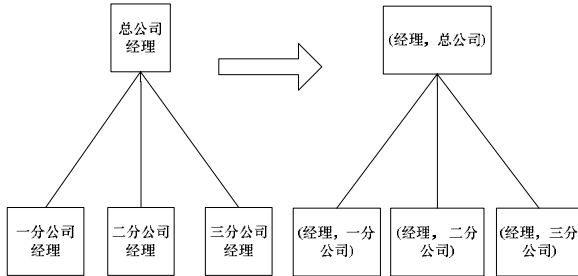 总公司
经理
(经理，总公司)
一分公司
经理
二分公司
经理
三分公司
经理
(经理，一分
公司)
(经理，二分
公司)
(经理，三分
公司)